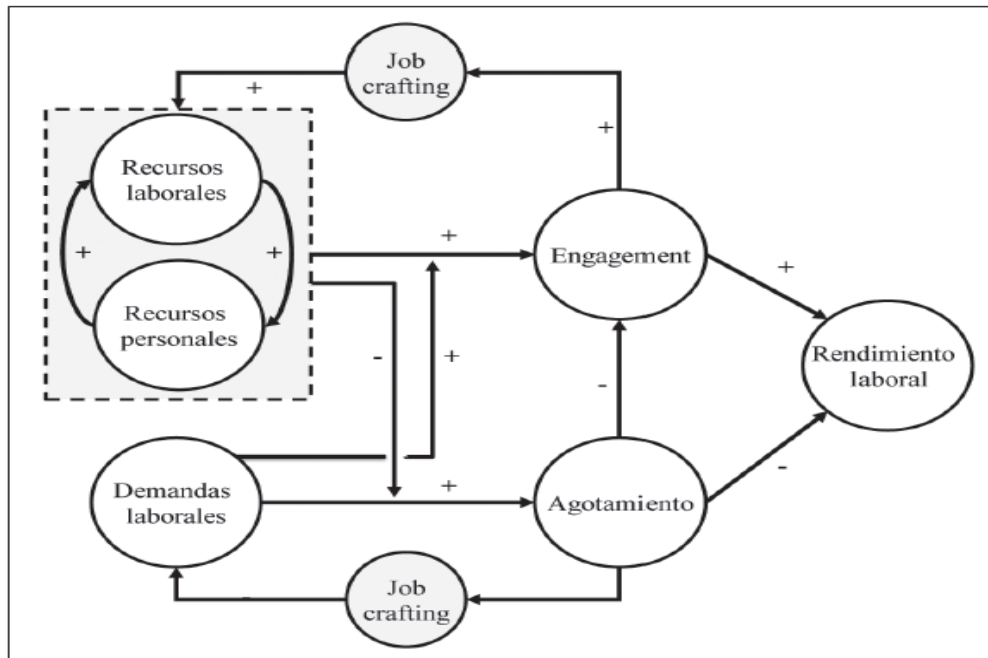 Job
crafting
+
+
Recursos
laborales
+
+
Recursos
personales
+
Engagement
+
-
+
-
Rendimiento
laboral
Demandas
laborales
+
Agotamiento
-
Job
crafting
-